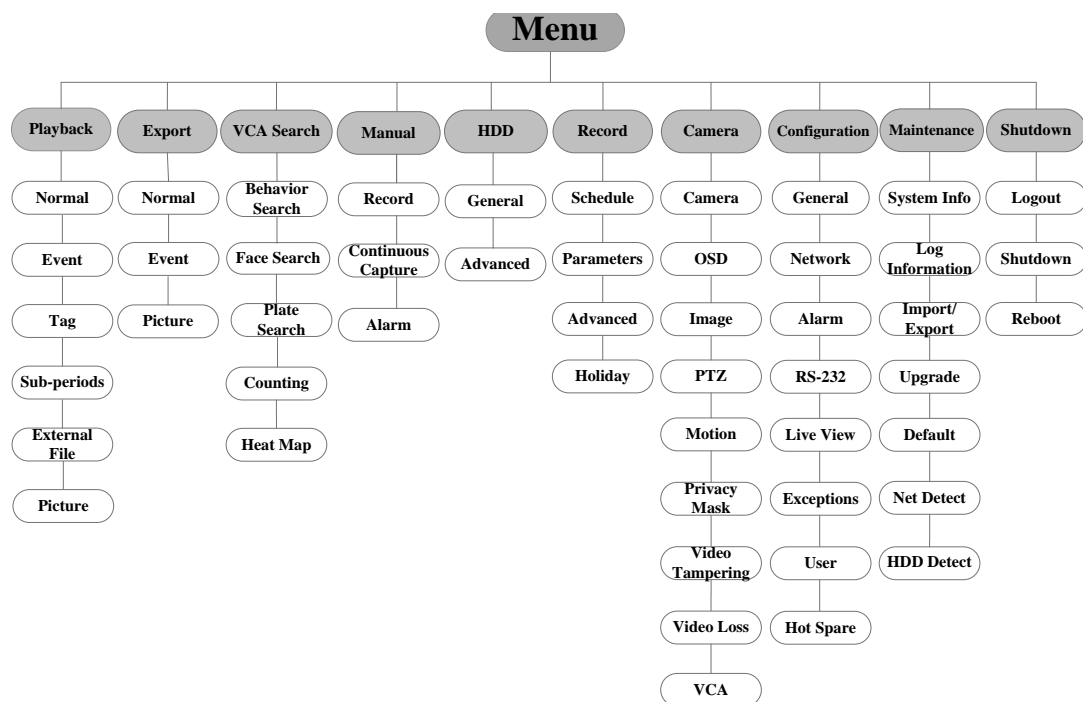 Menu
Playback
Export
VCA Search
Manual
HDD
Record
Camera
Configuration
Maintenance
Shutdown
Normal
Event
Tag
Sub-periods
External
File
Picture
Normal
Event
Picture
Behavior
Search
Face Search
Plate
Search
Counting
Heat Map
Record
Continuous
Capture
Alarm
General
Advanced
Schedule
Parameters
Advanced
Holiday
Camera
OSD
Image
PTZ
Motion
Privacy
Mask
Video
Tampering
Video Loss
VCA
General
Network
Alarm
RS-232
Live View
Exceptions
User
Hot Spare
System Info
Log
Information
Import/
Export
Upgrade
Default
Net Detect
HDD Detect
Logout
Shutdown
Reboot